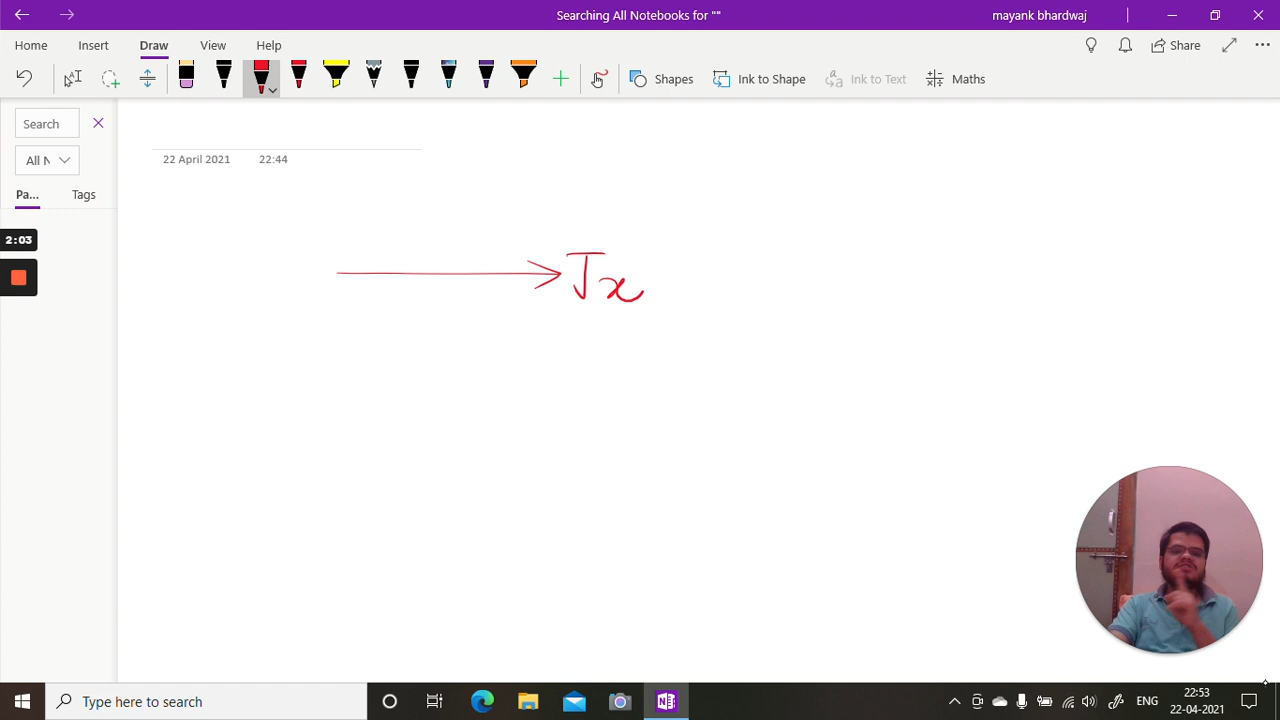 Searching All Notebooks for ""
mayank bhardwaj
Home Insert Draw View Help
Share
Shapes Ink to Shape Ink to Text Maths
Search
All N
Pa... Tags
22 April 2021 22:44
2:03
Jx
Type here to search
ENG
22:53
22-04-2021